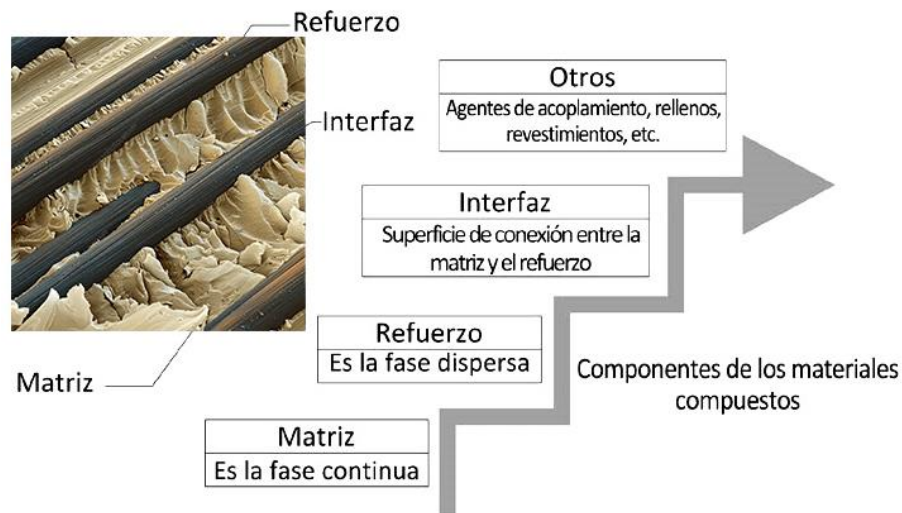 Refuerzo
Interfaz
Matriz
Otros
Agentes de acoplamiento, rellenos,
revestimientos, etc.
Interfaz
Superficie de conexión entre la
matriz y el refuerzo
Refuerzo
Es la fase dispersa
Matriz
Es la fase continua
Componentes de los materiales
compuestos